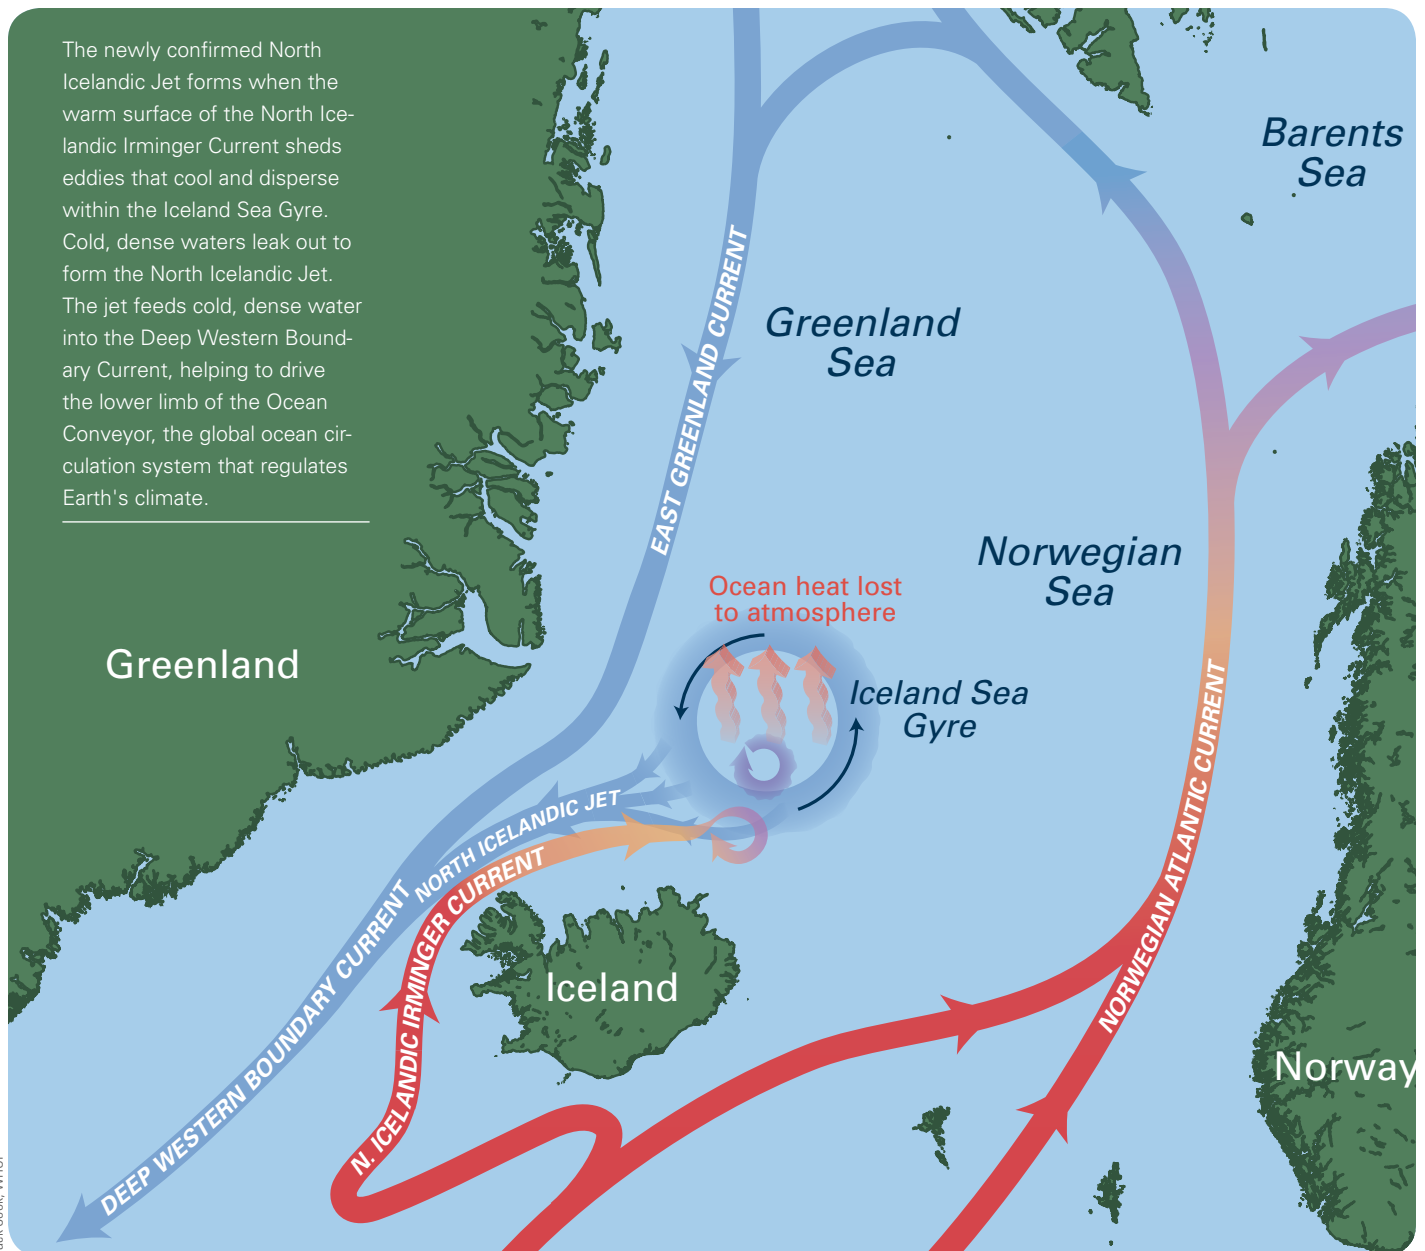 The newly confirmed North
Icelandic Jet forms when the
warm surface of the North Ice-
landic Irminger Current sheds
eddies that cool and disperse
within the Iceland Sea Gyre.
Cold, dense waters leak out to
form the North Icelandic Jet.
The jet feeds cold, dense water
into the Deep Western Bound-
ary Current, helping to drive
the lower limb of the Ocean
Conveyor, the global ocean cir-
culation system that regulates
Earth's climate.
Barents
Sea
EAST GREENLAND CURRENT
Greenland
Sea
Norwegian
Sea
Ocean heat lost
to atmosphere
Greenland
Iceland Sea
Gyre
NORTH ICELANDIC JET
N. ICELANDIC IRMINGER CURRENT
NORWEGIAN ATLANTIC CURRENT
DEEP WESTERN BOUNDARY CURRENT
Iceland
Norway